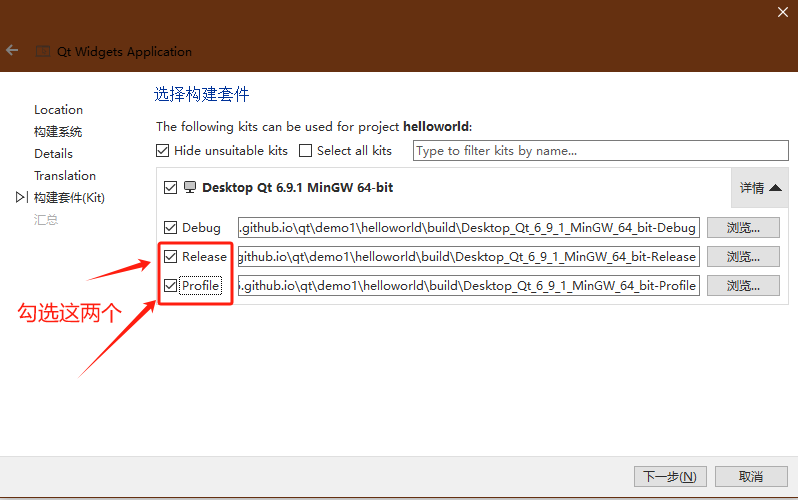 Qt Widgets Application
选择构建套件
Location
构建系统
Details
Translation
构建套件(Kit)
汇总
The following kits can be used for project helloworld:
Hide unsuitable kits Select all kits Type to filter kits by name...
Desktop Qt 6.9.1 MinGW 64-bit 详情
Debug .github.io\qt\demo1\helloworld\build\Desktop_Qt_6_9_1_MinGW_64_bit-Debug 浏览...
Release github.io\qt\demo1\helloworld\build\Desktop_Qt_6_9_1_MinGW_64_bit-Release 浏览...
Profile .github.io\qt\demo1\helloworld\build\Desktop_Qt_6_9_1_MinGW_64_bit-Profile 浏览...
勾选这两个
下一步(N) 取消